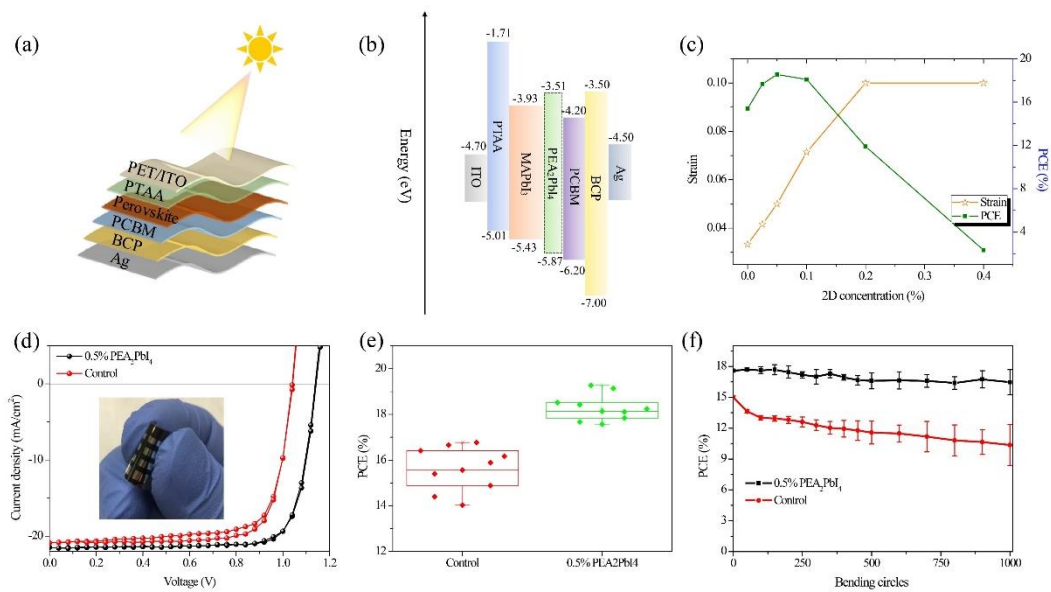 (a)
PET/ITO
PTAA
Perovskite
PCBM
BCP
Ag
(b)
Energy (eV)
-1.71
-3.93
-3.51
-3.50
-4.20
-4.50
-4.70
ITO
PTAA
MAPbI3
PEA2PbI4
PCBM
BCP
Ag
-5.01
-5.43
-5.87
-6.20
-7.00
(c)
0.10
0.08
0.06
0.04
Strain
20
18
16
12
8
4
2
PCE (%)
Strain
PCE
0.0
0.1
0.2
0.3
0.4
2D concentration (%)
(d)
0.5% PEA2PbI4
Control
0
-10
-20
Current density (mA/cm2)
0.0
0.2
0.4
0.6
0.8
1.0
1.2
Voltage (V)
(e)
20
18
16
14
12
PCE (%)
Control
0.5% PEA2PbI4
(f)
18
15
12
9
6
3
0
PCE (%)
0.5% PEA2PbI4
Control
0
250
500
750
1000
Bending circles